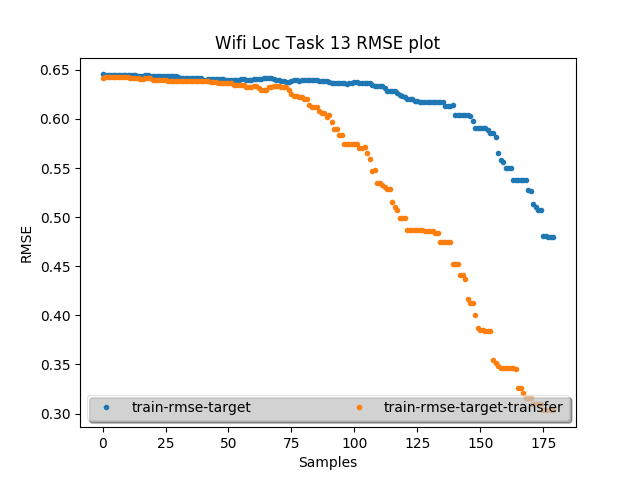 Wifi Loc Task 13 RMSE plot
RMSE
0.65
0.60
0.55
0.50
0.45
0.40
0.35
0.30
train-rmse-target train-rmse-target-transfer
0 25 50 75 100 125 150 175
Samples